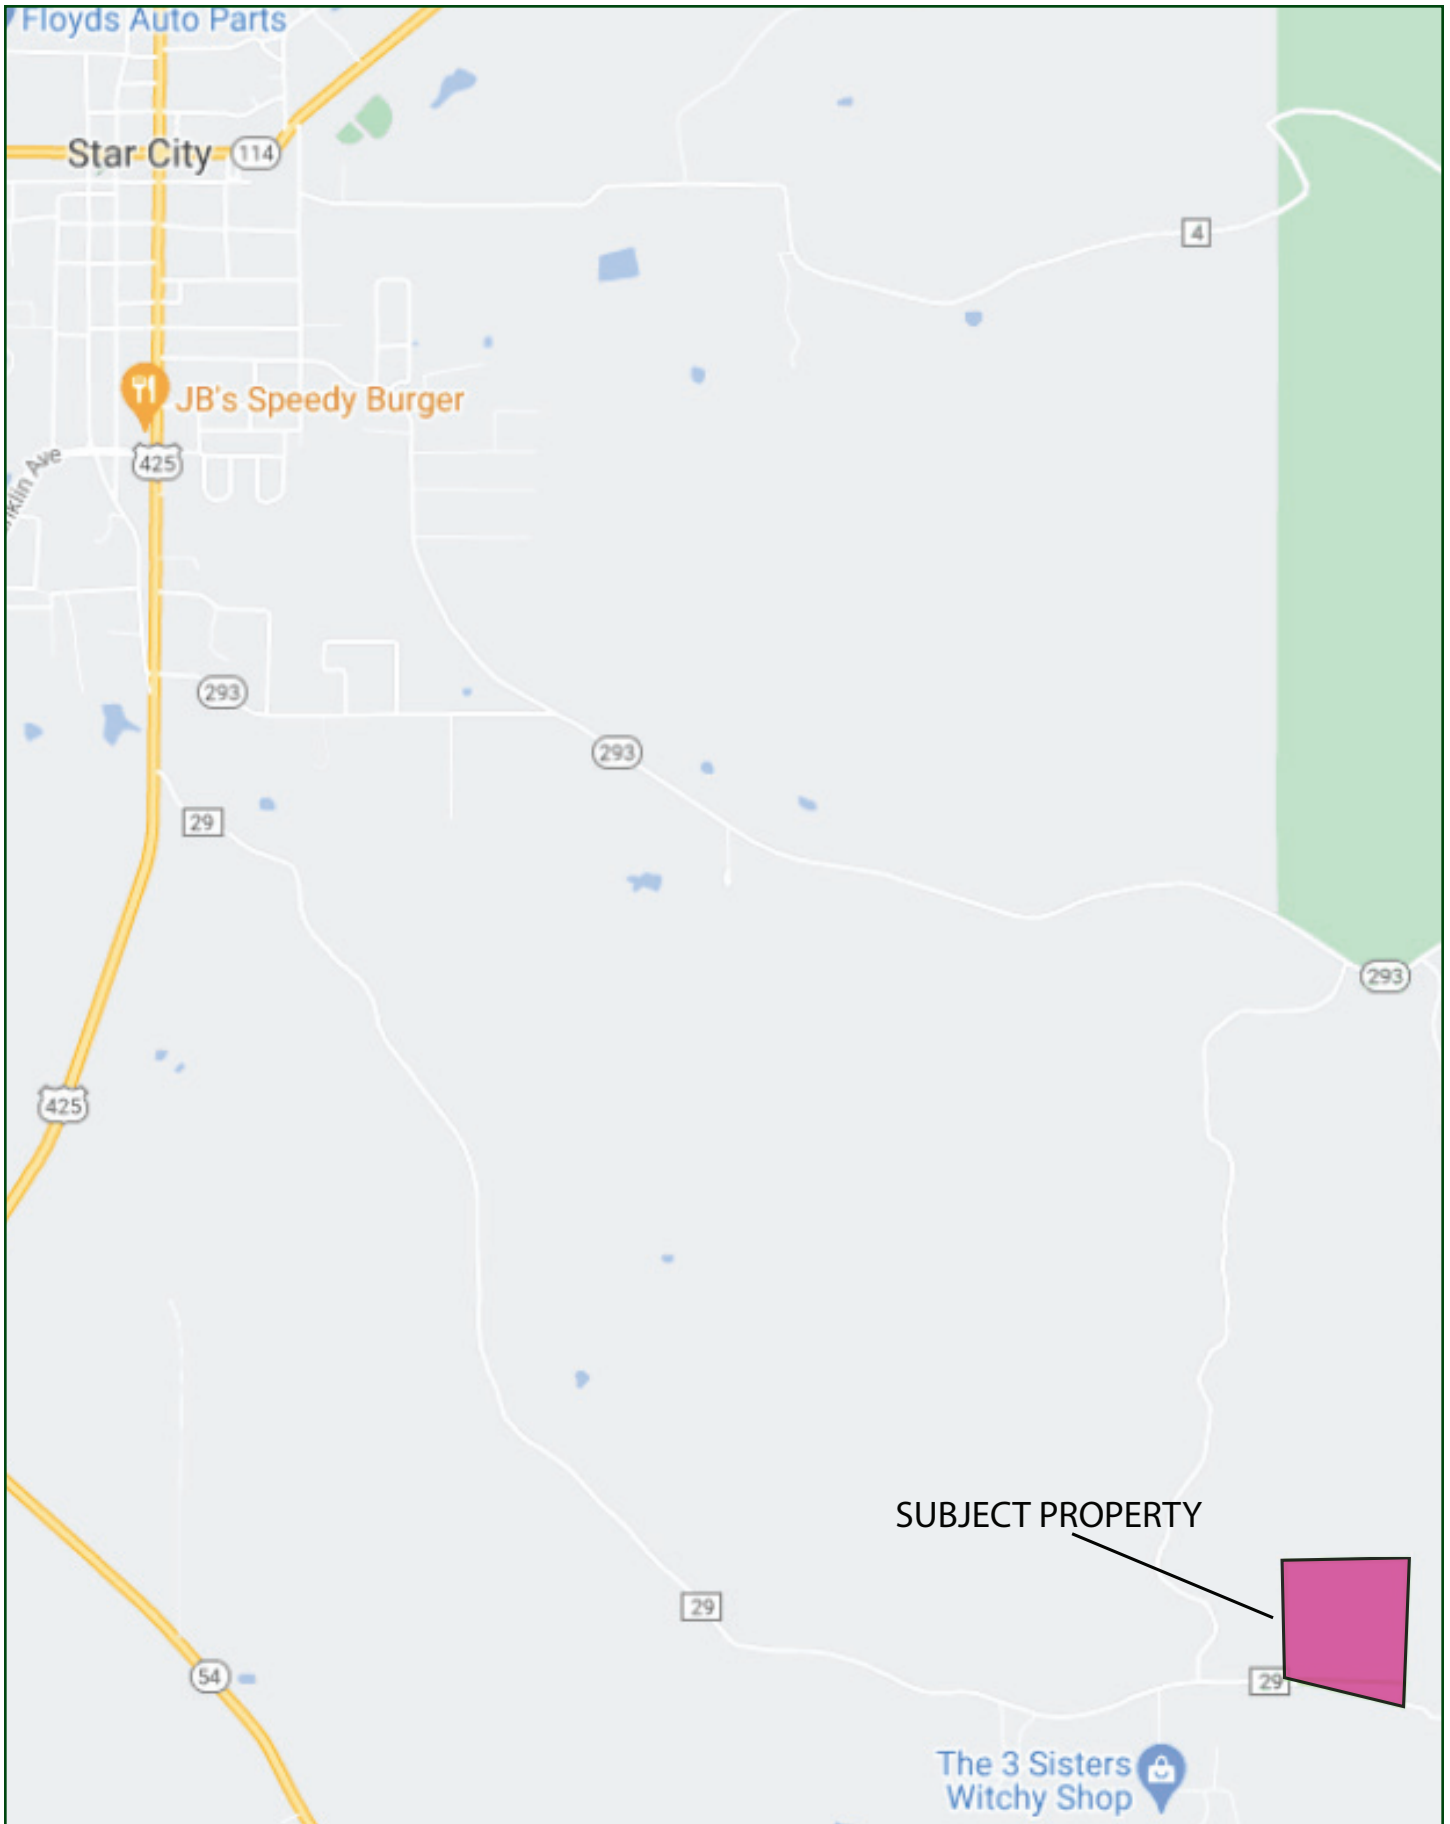 Floyds Auto Parts
Star City
114
4
JB's Speedy Burger
425
nklin Ave
293
293
29
293
425
SUBJECT PROPERTY
29
54
29
The 3 Sisters
Witchy Shop